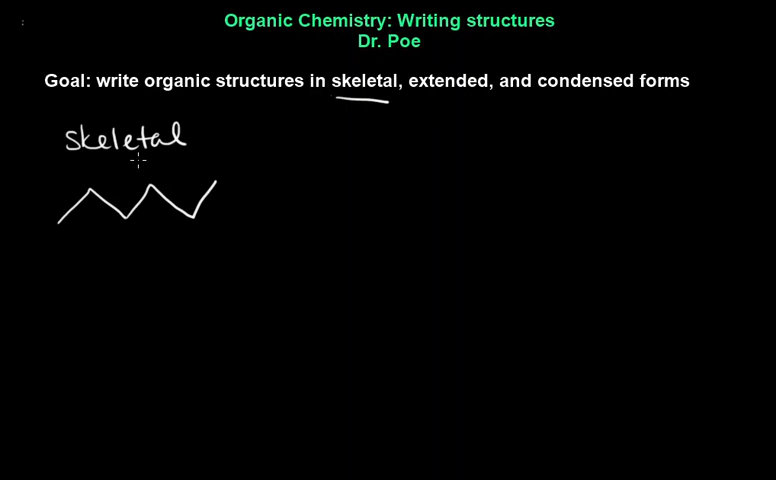 Organic Chemistry: Writing structures
Dr. Poe
Goal: write organic structures in skeletal, extended, and condensed forms
skeletal